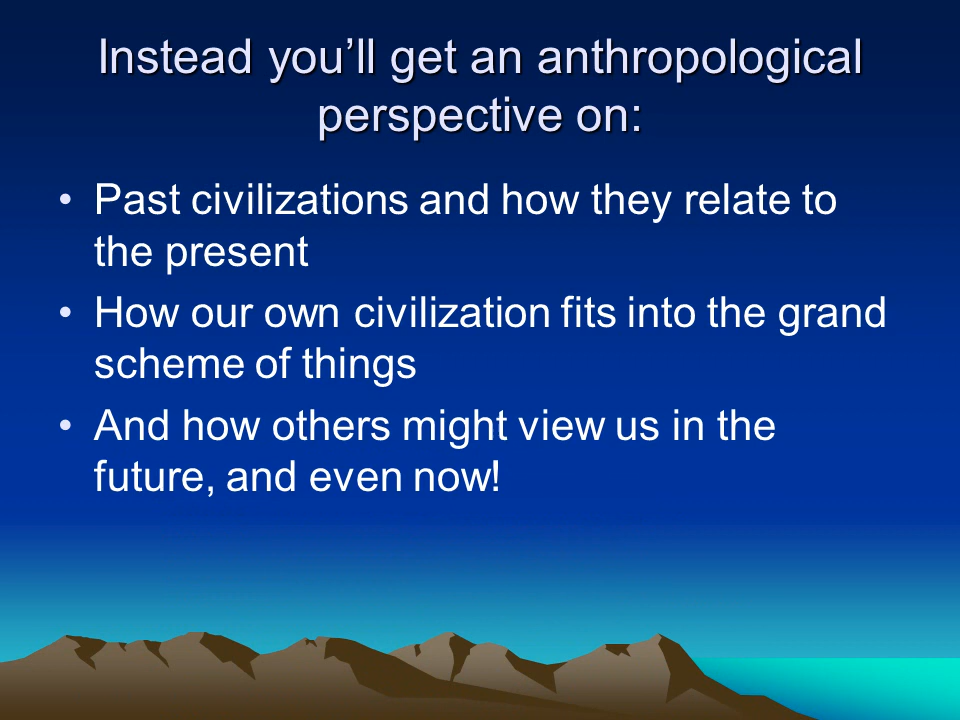 Instead you’ll get an anthropological
perspective on:
• Past civilizations and how they relate to
the present
• How our own civilization fits into the grand
scheme of things
• And how others might view us in the
future, and even now!